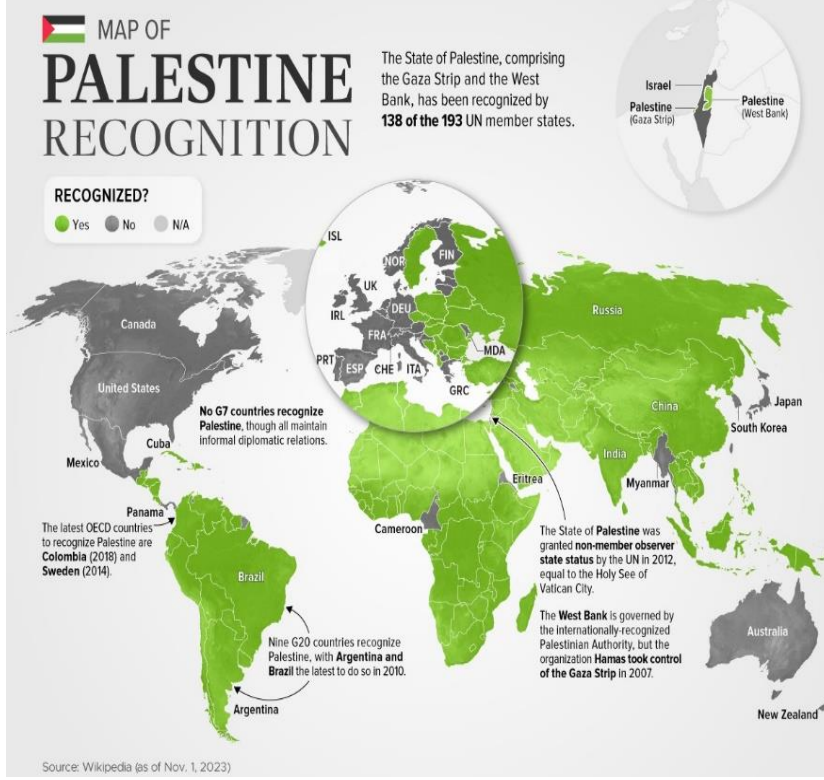 MAP OF
PALESTINE
RECOGNITION
The State of Palestine, comprising
the Gaza Strip and the West
Bank, has been recognized by
138 of the 193 UN member states.
Israel
Palestine
(Gaza Strip)
Palestine
(West Bank)
RECOGNIZED?
Yes
No
N/A
ISL
NOR
FIN
UK
IRL
DEU
FRA
PRT
ESP
CHE
ITA
MDA
GRC
Canada
United States
Russia
No G7 countries recognize
Palestine, though all maintain
informal diplomatic relations.
China
Japan
South Korea
India
Cuba
Mexico
Myanmar
Eritrea
Panama
Cameroon
The latest OECD countries
to recognize Palestine are
Colombia (2018) and
Sweden (2014).
Brazil
The State of Palestine was
granted non-member observer
state status by the UN in 2012,
equal to the Holy See of
Vatican City.
The West Bank is governed by
the internationally-recognized
Palestinian Authority, but the
organization Hamas took control
of the Gaza Strip in 2007.
Australia
Nine G20 countries recognize
Palestine, with Argentina and
Brazil the latest to do so in 2010.
Argentina
New Zealand
Source: Wikipedia (as of Nov. 1, 2023)